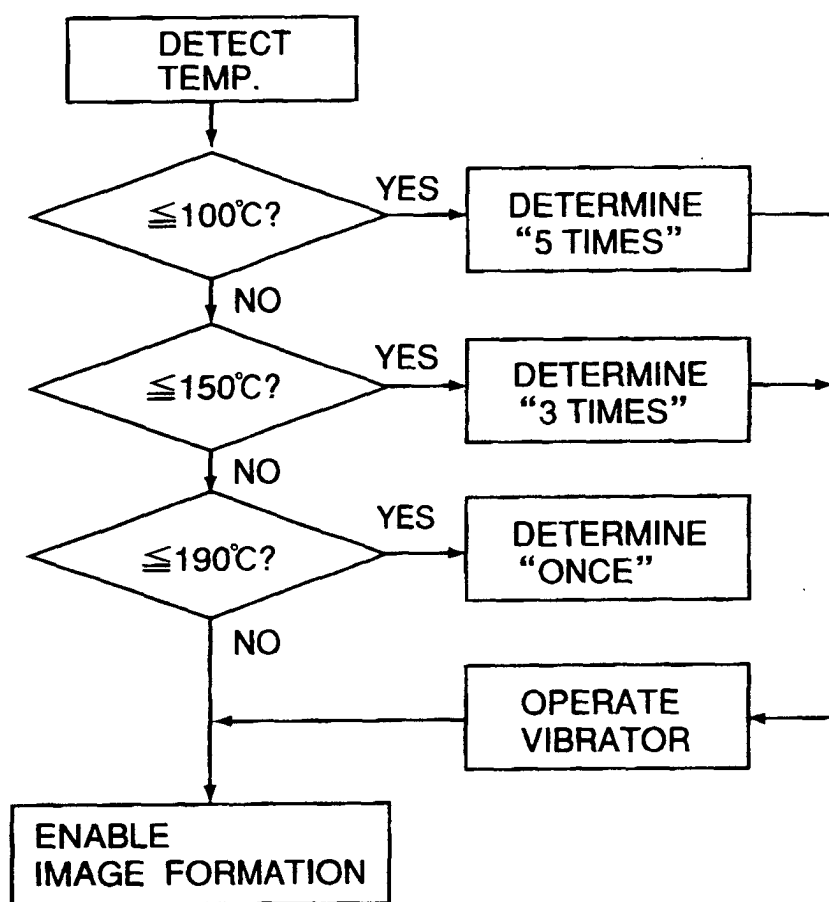 DETECT
TEMP.
≦100℃?
YES
DETERMINE
“5 TIMES”
NO
≦150℃?
YES
DETERMINE
“3 TIMES”
NO
≦190℃?
YES
DETERMINE
“ONCE”
NO
OPERATE
VIBRATOR
ENABLE
IMAGE FORMATION